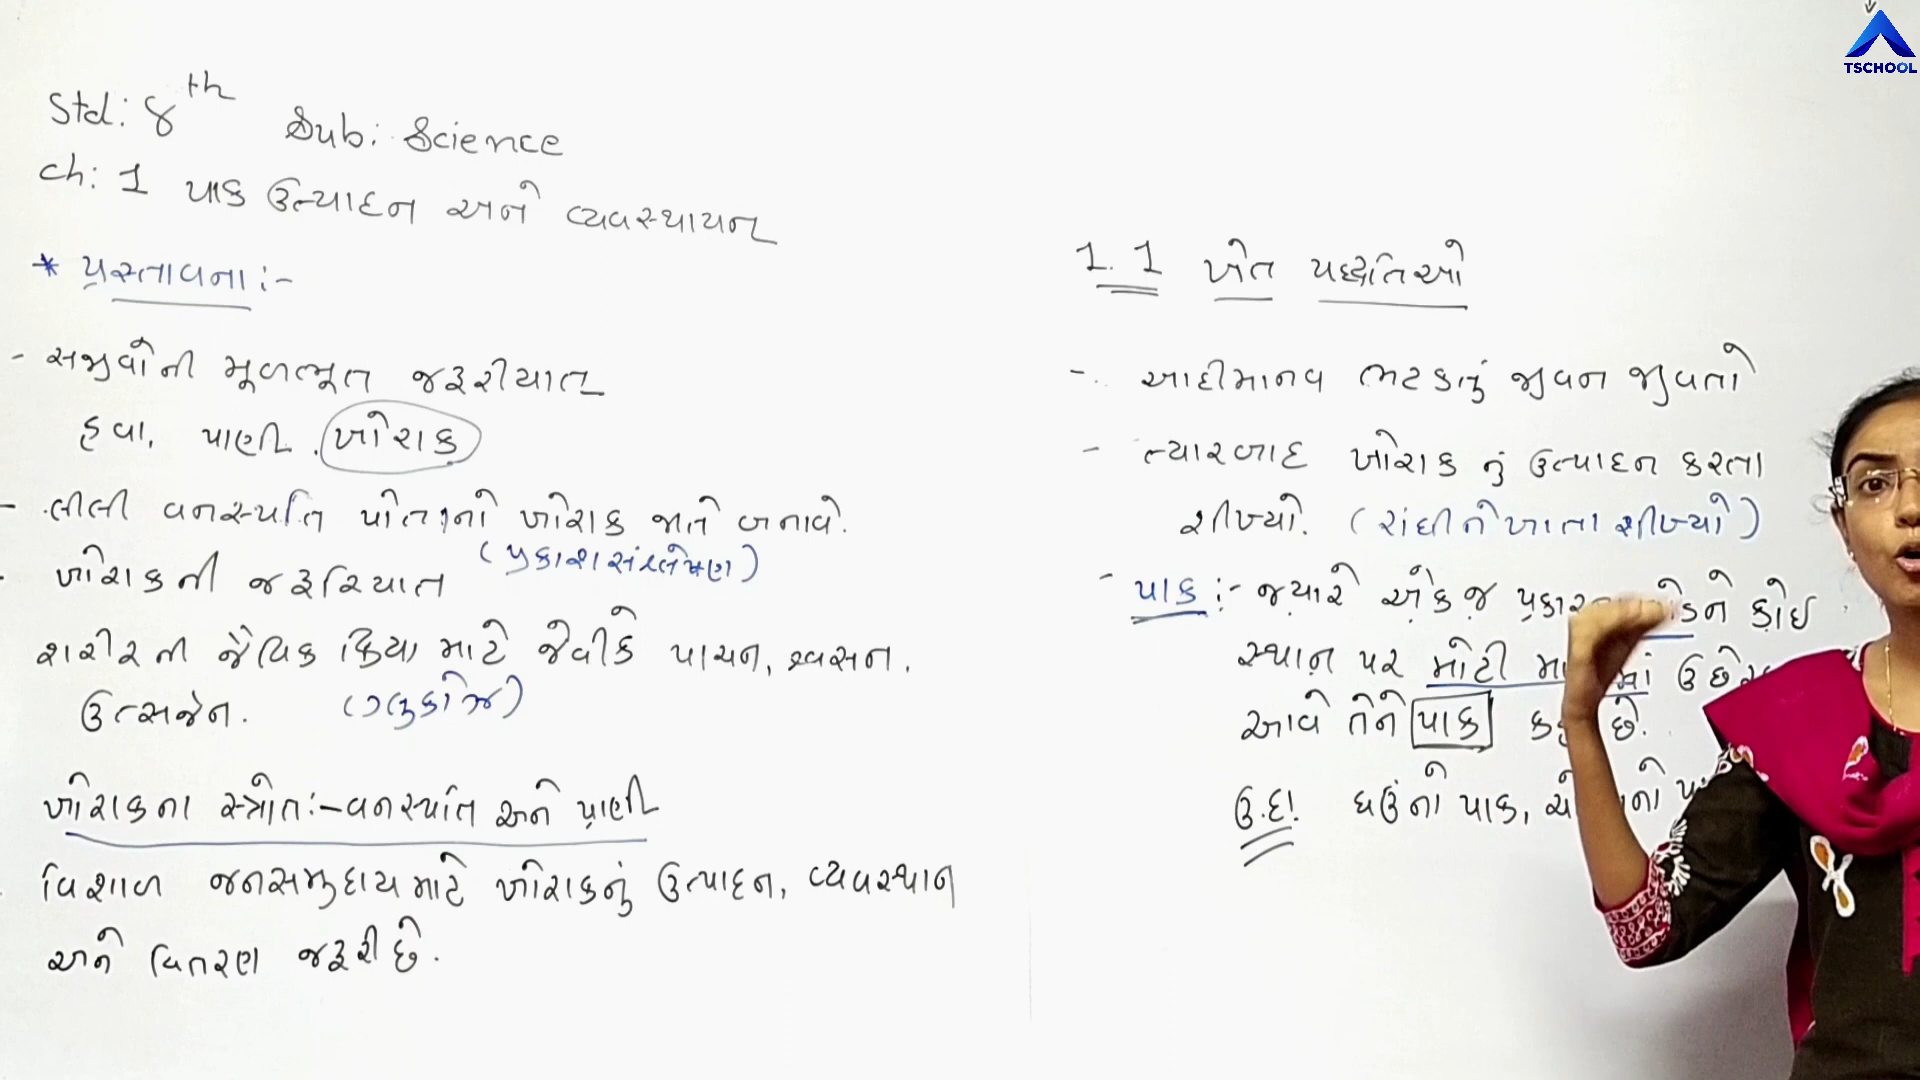 TSCHOOL
Std: 8th Sub: Science
Ch: 1 પાક ઉત્પાદન અને વ્યવસ્થાપન
* પ્રસ્તાવના :-
- સજીવોની મૂળભૂત જરૂરીયાત
હવા, પાણી, ખોરાક
- લીલી વનસ્પતિ પોતાનો ખોરાક જાતે બનાવે.
(પ્રકાશસંશ્લેષણ)
- ખોરાકની જરૂરિયાત
શરીરની જૈવિક ક્રિયા માટે જેવીકે પાચન, શ્વસન,
ઉત્સર્જન. (ગ્લુકોઝ)
ખોરાકના સ્ત્રોત :- વનસ્પતિ અને પ્રાણી
વિશાળ જનસમુદાય માટે ખોરાકનું ઉત્પાદન, વ્યવસ્થાન
અને વિતરણ જરૂરી છે.
1.1 ખેત પદ્ધતિઓ
- આદીમાનવ ભટકતું જીવન જીવતો
- ત્યારબાદ ખોરાક નું ઉત્પાદન કરતા
શીખ્યો. (રાંધીને ખાતા શીખ્યો)
- પાક :- જ્યારે એક જ કોઇ
સ્થાન પર મોટી
આવે તેને પાક છે.
ઉ.દા. ઘઉંનો પાક,